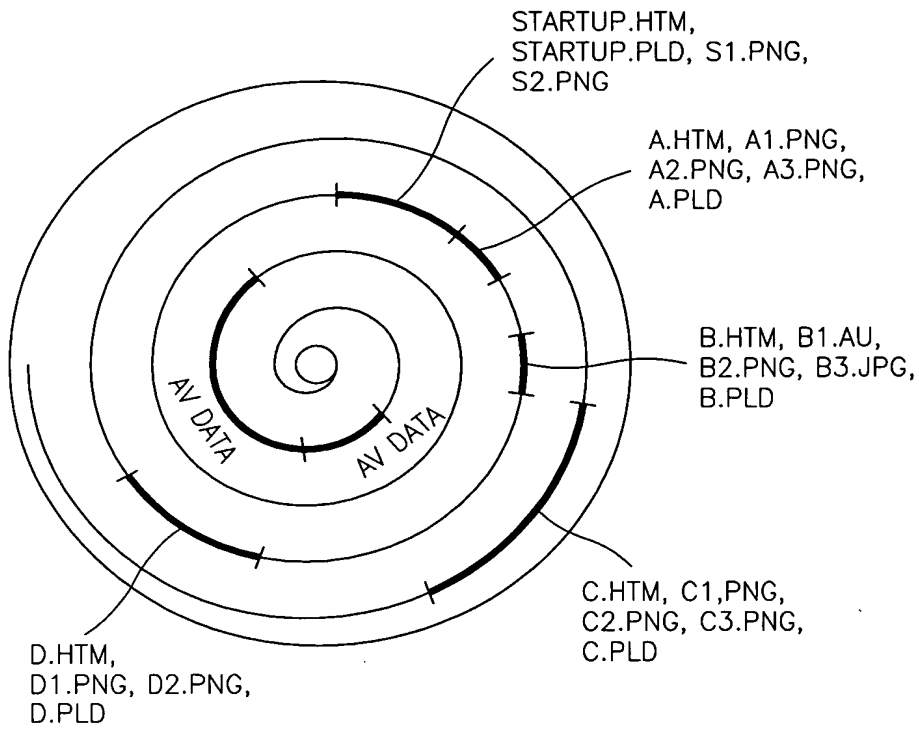 STARTUP.HTM,
STARTUP.PLD, S1.PNG,
S2.PNG
A.HTM, A1.PNG,
A2.PNG, A3.PNG,
A.PLD
B.HTM, B1.AU,
B2.PNG, B3.JPG,
B.PLD
AV DATA
AV DATA
C.HTM, C1,PNG,
C2.PNG, C3.PNG,
C.PLD
D.HTM,
D1.PNG, D2.PNG,
D.PLD